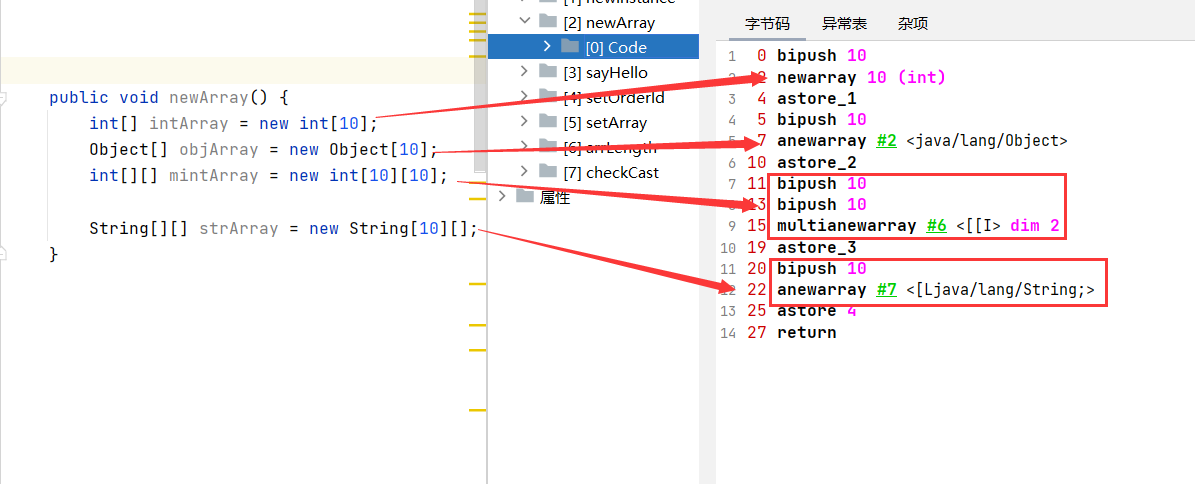 public void newArray() {
int[] intArray = new int[10];
Object[] objArray = new Object[10];
int[][] mintArray = new int[10][10];
String[][] strArray = new String[10][];
}
[2] newArray
[0] Code
[3] sayHello
[4] setOrderId
[5] setArray
[6] arrLength
[7] checkCast
属性
字节码 异常表 杂项
1 0 bipush 10
2 2 newarray 10 (int)
3 4 astore_1
4 5 bipush 10
5 7 anewarray #2 <java/lang/Object>
6 10 astore_2
7 11 bipush 10
8 13 bipush 10
9 15 multianewarray #6 <[[I> dim 2
10 19 astore_3
11 20 bipush 10
12 22 anewarray #7 <[Ljava/lang/String;>
13 25 astore 4
14 27 return